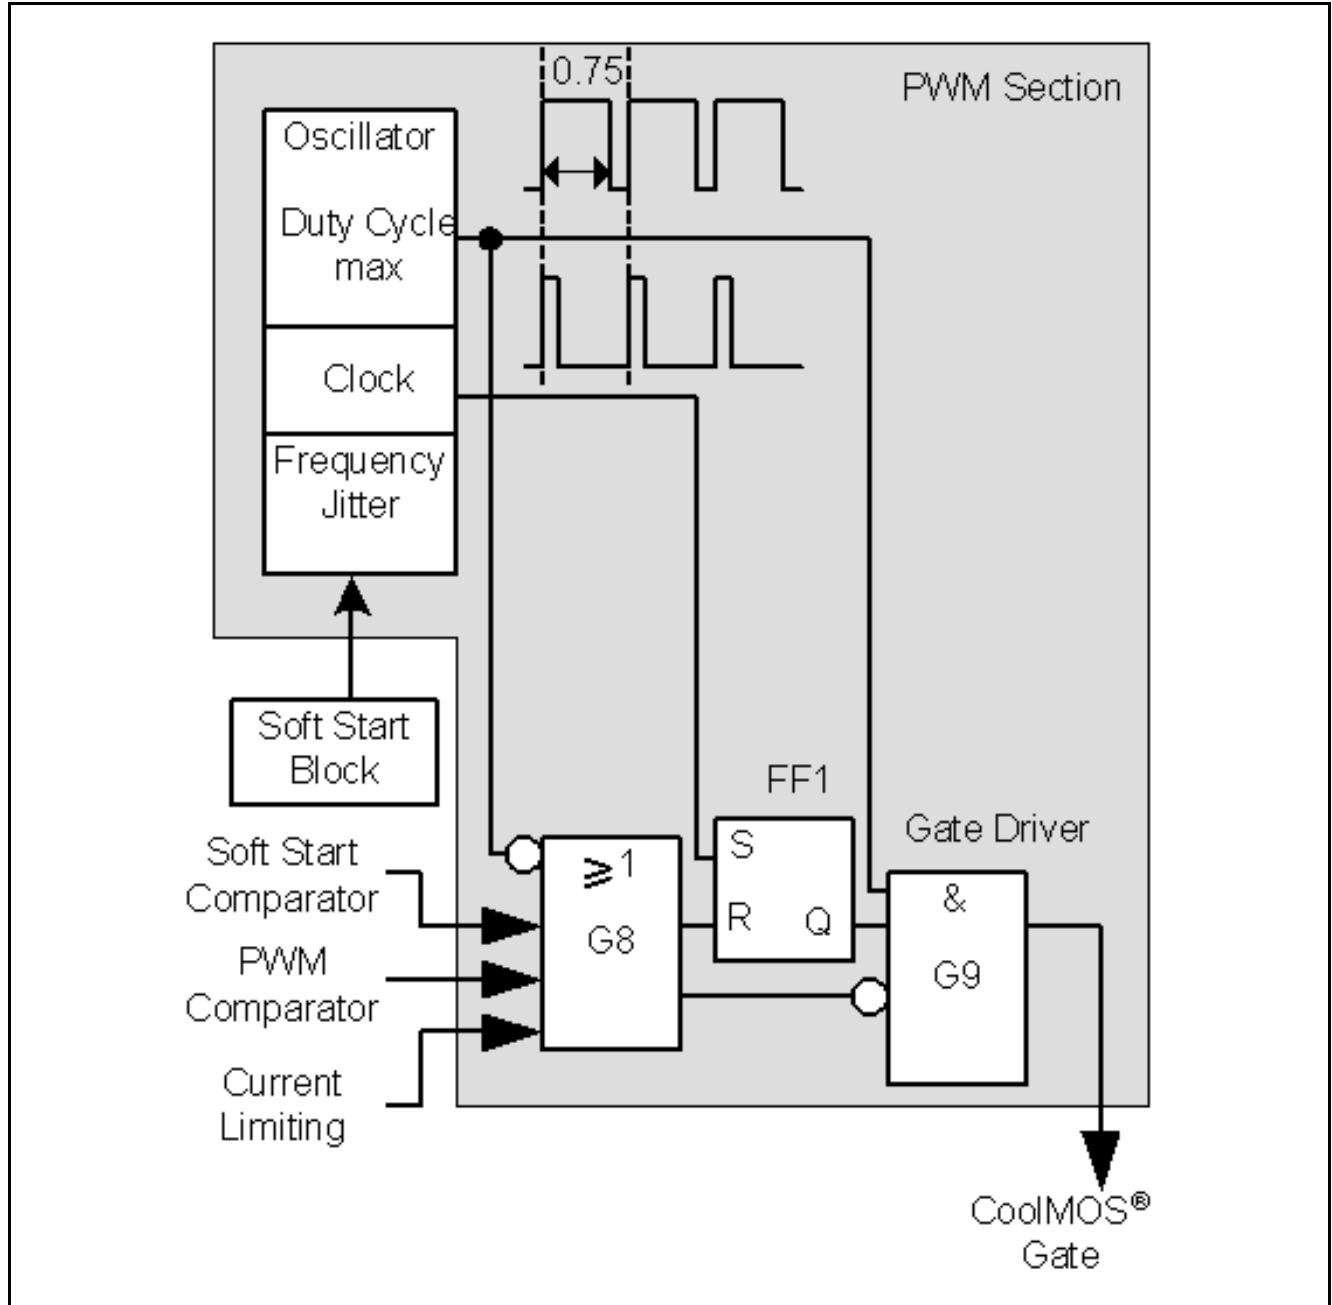 0.75
PWM Section
Oscillator
Duty Cycle
max
Clock
Frequency
Jitter
Soft Start
Block
FF1
Gate Driver
Soft Start
Comparator
PWM
Comparator
Current
Limiting
≥1
G8
S
R
Q
&
G9
CoolMOS®
Gate